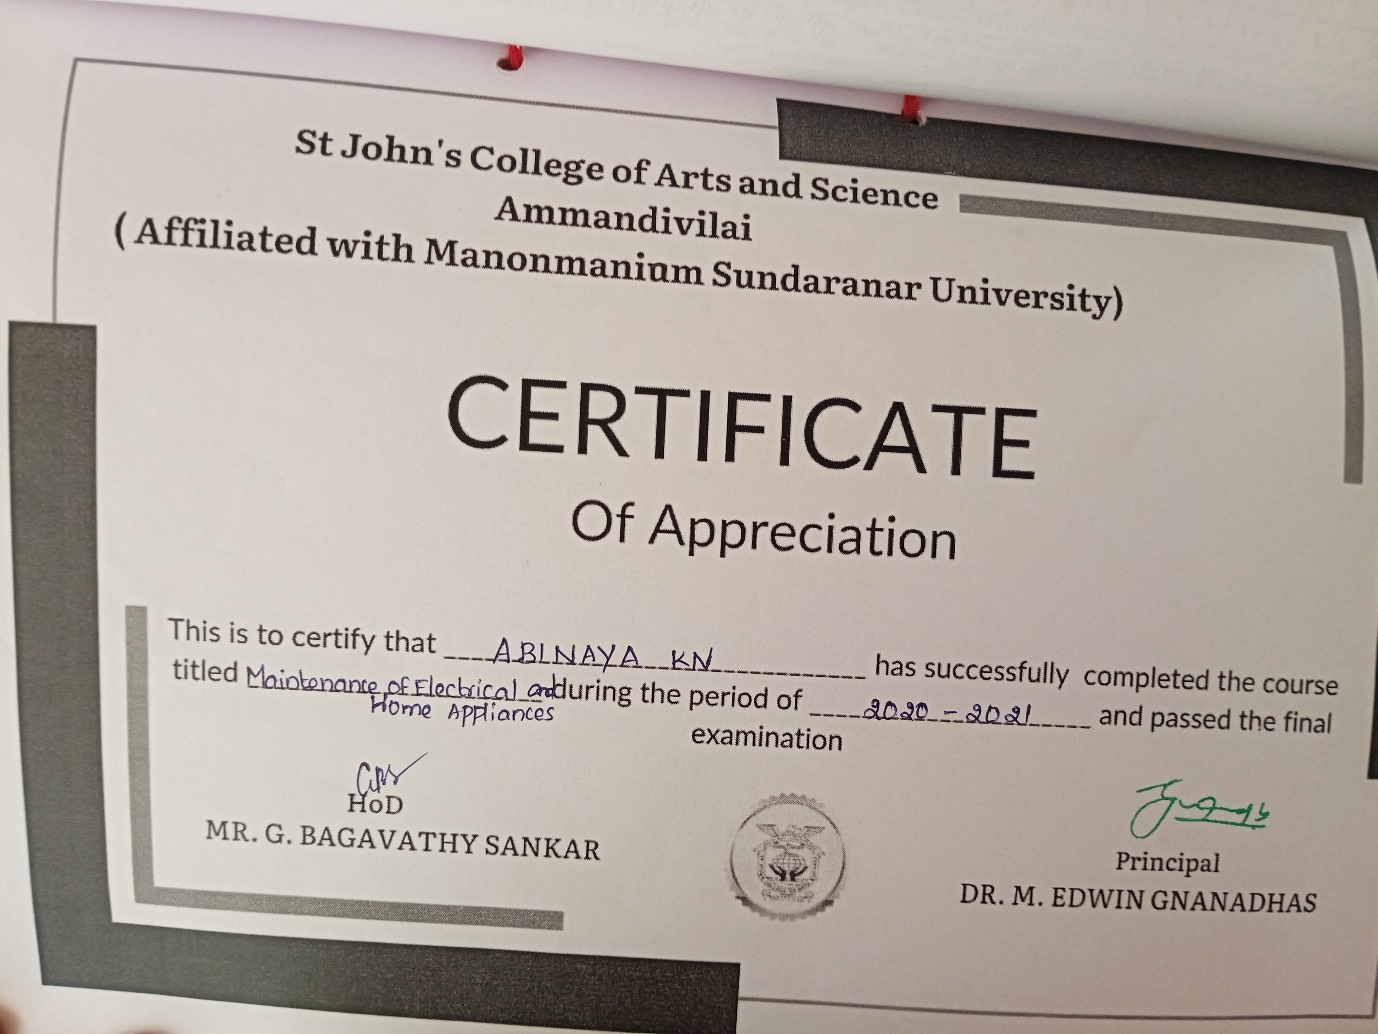 St John's College of Arts and Science
Ammandivilai
( Affiliated with Manonmanium Sundaranar University)
CERTIFICATE
Of Appreciation
This is to certify that ABINAYA KN has successfully completed the course
titled Maintenance of Electrical and during the period of 2020 - 2021 and passed the final
Home Appliances
examination
HoD
MR. G. BAGAVATHY SANKAR
Principal
DR. M. EDWIN GNANADHAS